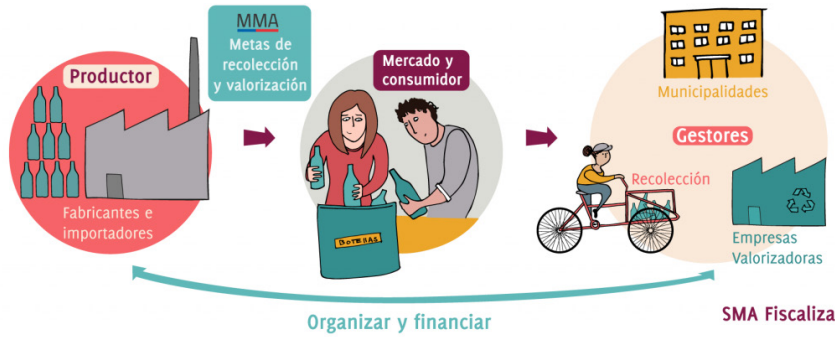 Productor
Fabricantes e
importadores
MMA
Metas de
recolección
y valorización
Mercado y
consumidor
BOTELLAS
Municipalidades
Gestores
Recolección
Empresas
Valorizadoras
Organizar y financiar
SMA Fiscaliza